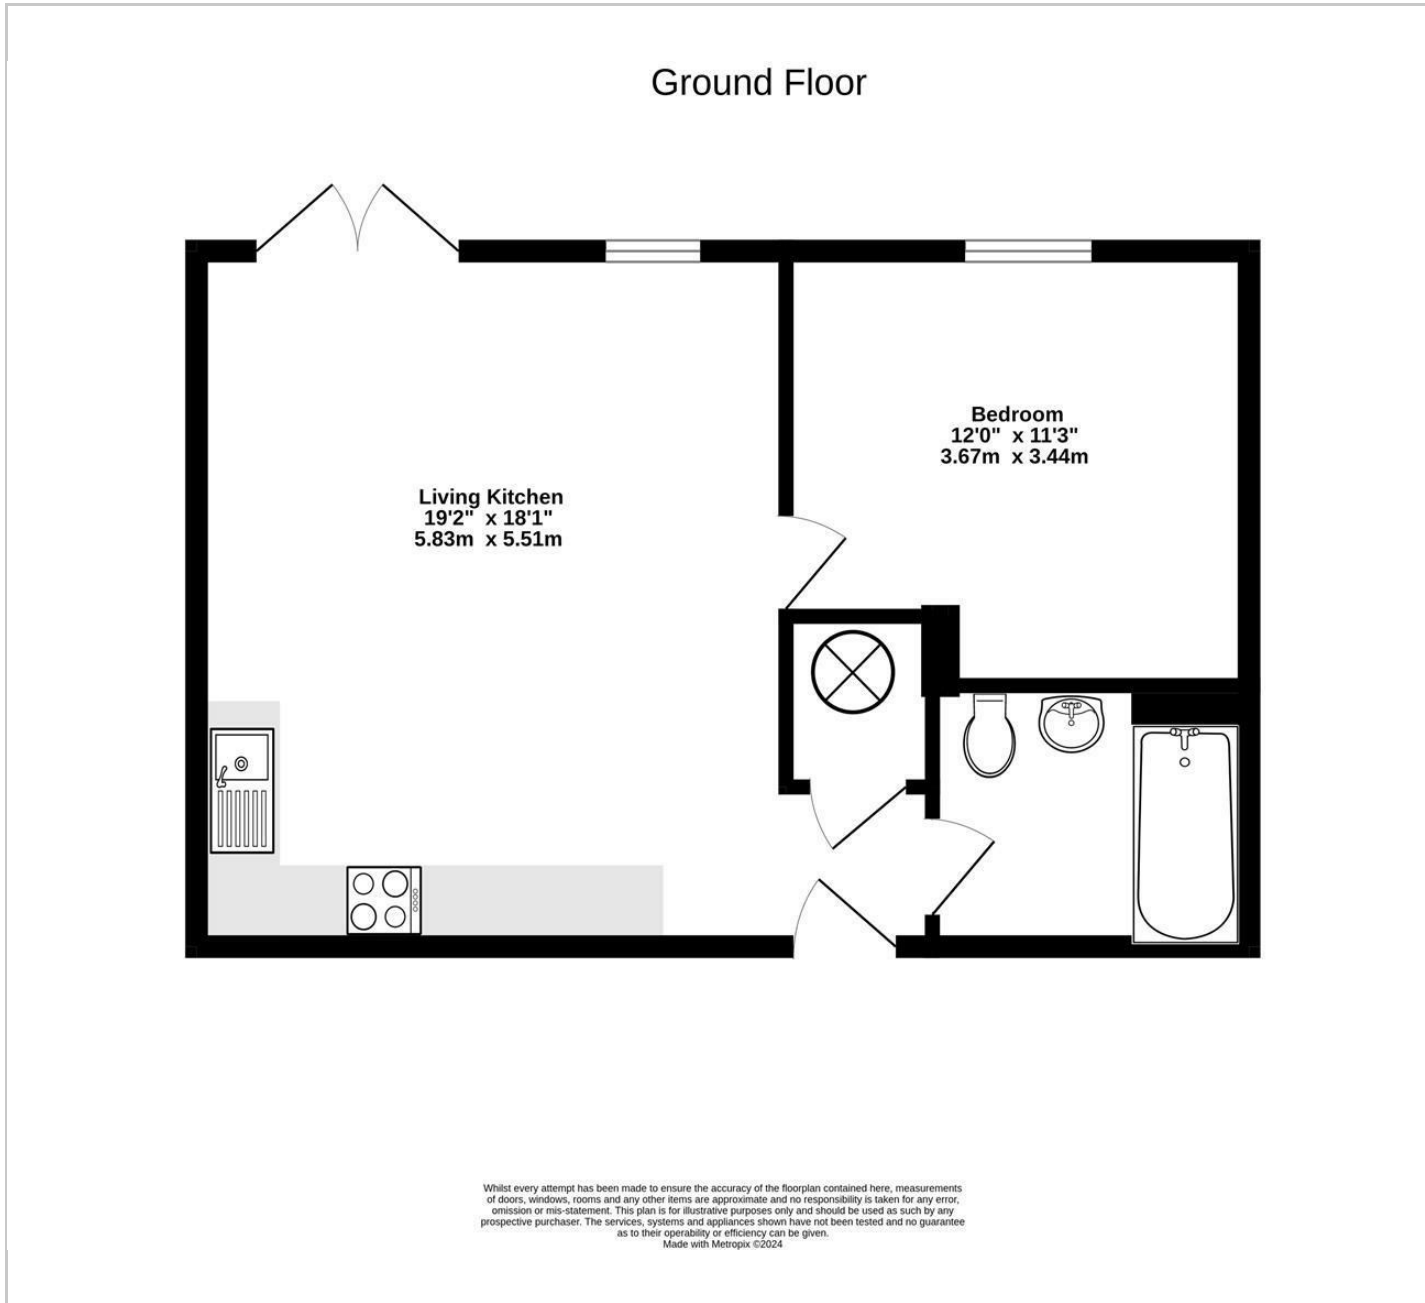 Ground Floor
Bedroom
12'0" x 11'3"
3.67m x 3.44m
Living Kitchen
19'2" x 18'1"
5.83m x 5.51m
Whilst every attempt has been made to ensure the accuracy of the floorplan contained here, measurements
of doors, windows, rooms and any other items are approximate and no responsibility is taken for any error,
omission or mis-statement. This plan is for illustrative purposes only and should be used as such by any
prospective purchaser. The services, systems and appliances shown have not been tested and no guarantee
as to their operability or efficiency can be given.
Made with Metropix ©2024